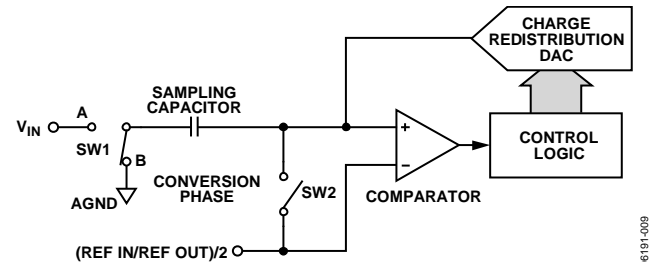 CHARGE
REDISTRIBUTION
DAC
SAMPLING
CAPACITOR
VIN
A
SW1
B
AGND
CONVERSION
PHASE
SW2
+
–
COMPARATOR
CONTROL
LOGIC
(REF IN/REF OUT)/2
6191-009